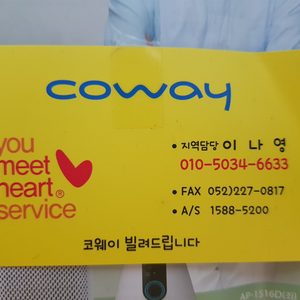 coway
you
meet
heart®
service
• 지역담당 이 나 영
010-5034-6633
• FAX 052)227-0817
• A/S 1588-5200
코웨이 빌려드립니다